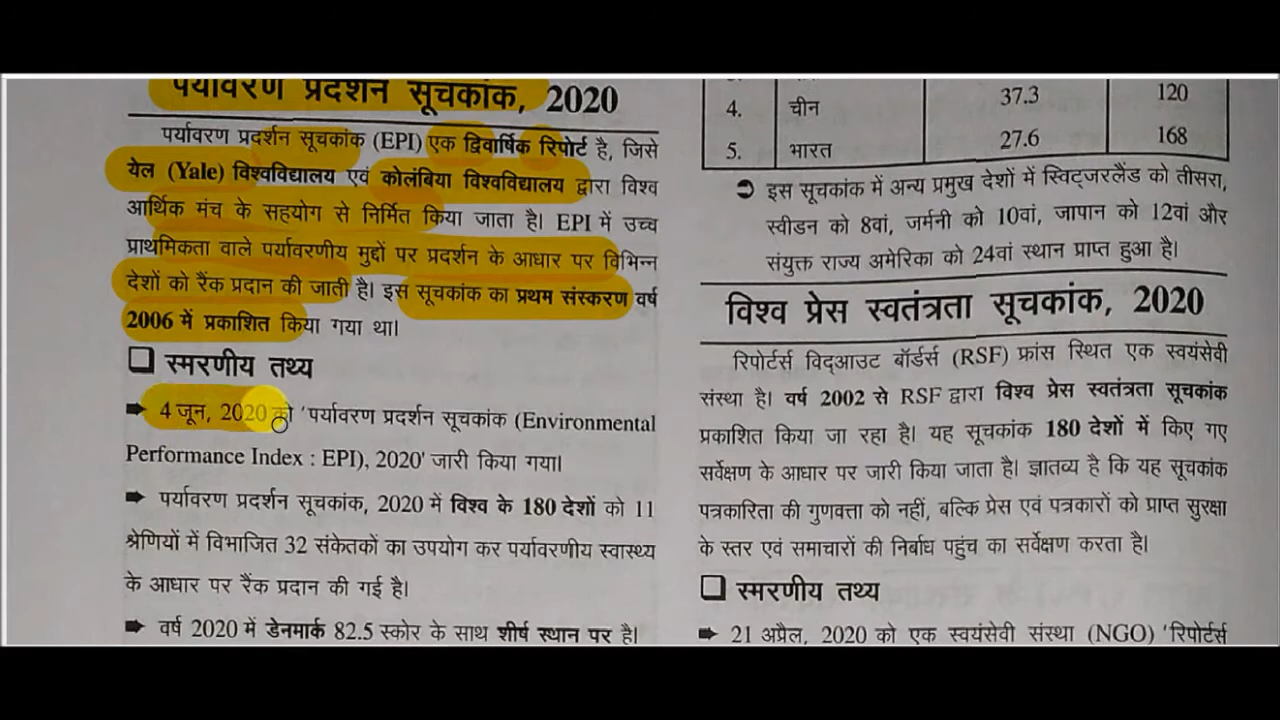 पर्यावरण प्रदर्शन सूचकांक, 2020
पर्यावरण प्रदर्शन सूचकांक (EPI) एक द्विवार्षिक रिपोर्ट है, जिसे
येल (Yale) विश्वविद्यालय एवं कोलंबिया विश्वविद्यालय द्वारा विश्व
आर्थिक मंच के सहयोग से निर्मित किया जाता है। EPI में उच्च
प्राथमिकता वाले पर्यावरणीय मुद्दों पर प्रदर्शन के आधार पर विभिन्न
देशों को रैंक प्रदान की जाती है। इस सूचकांक का प्रथम संस्करण वर्ष
2006 में प्रकाशित किया गया था।
स्मरणीय तथ्य
4 जून, 2020 को 'पर्यावरण प्रदर्शन सूचकांक (Environmental
Performance Index : EPI), 2020' जारी किया गया।
पर्यावरण प्रदर्शन सूचकांक, 2020 में विश्व के 180 देशों को 11
श्रेणियों में विभाजित 32 संकेतकों का उपयोग कर पर्यावरणीय स्वास्थ्य
के आधार पर रैंक प्रदान की गई है।
वर्ष 2020 में डेनमार्क 82.5 स्कोर के साथ शीर्ष स्थान पर है।
4. चीन 37.3 120
5. भारत 27.6 168
इस सूचकांक में अन्य प्रमुख देशों में स्विट्जरलैंड को तीसरा,
स्वीडन को 8वां, जर्मनी को 10वां, जापान को 12वां और
संयुक्त राज्य अमेरिका को 24वां स्थान प्राप्त हुआ है।
विश्व प्रेस स्वतंत्रता सूचकांक, 2020
रिपोर्टर्स विद्आउट बॉर्डर्स (RSF) फ्रांस स्थित एक स्वयंसेवी
संस्था है। वर्ष 2002 से RSF द्वारा विश्व प्रेस स्वतंत्रता सूचकांक
प्रकाशित किया जा रहा है। यह सूचकांक 180 देशों में किए गए
सर्वेक्षण के आधार पर जारी किया जाता है। ज्ञातव्य है कि यह सूचकांक
पत्रकारिता की गुणवत्ता को नहीं, बल्कि प्रेस एवं पत्रकारों को प्राप्त सुरक्षा
के स्तर एवं समाचारों की निर्बाध पहुंच का सर्वेक्षण करता है।
स्मरणीय तथ्य
21 अप्रैल, 2020 को एक स्वयंसेवी संस्था (NGO) 'रिपोर्टर्स